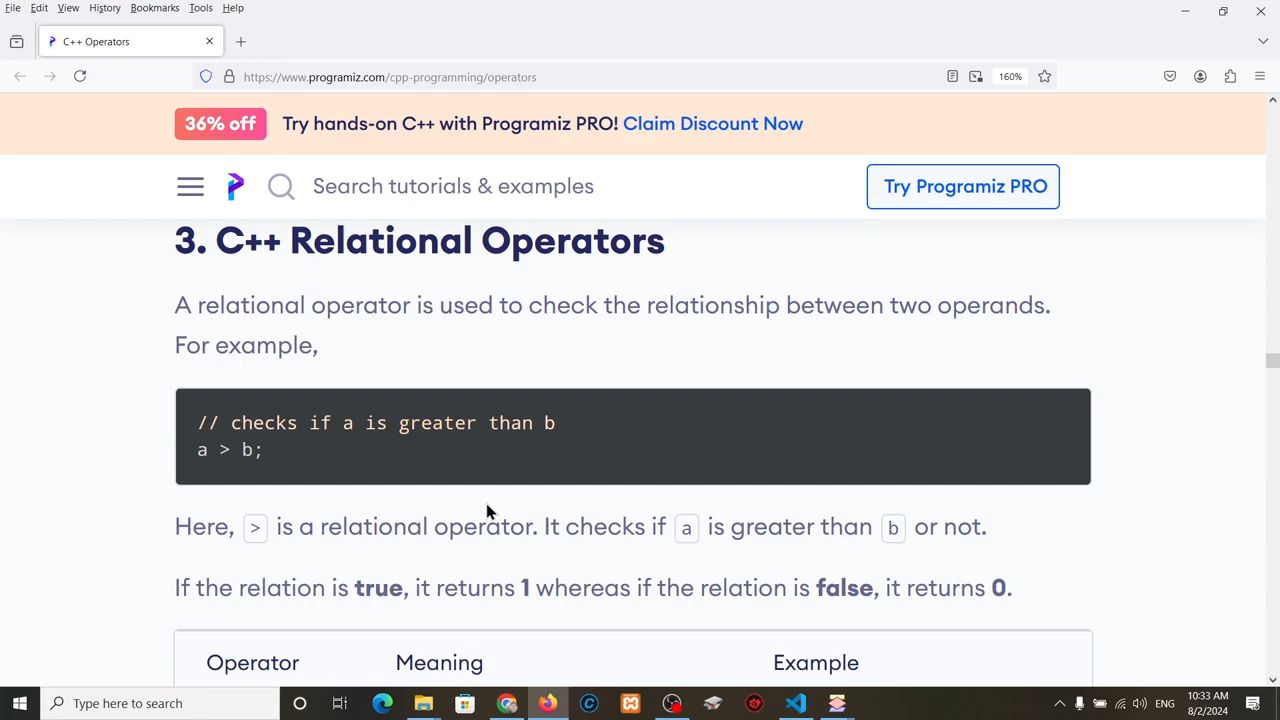 File Edit View History Bookmarks Tools Help
C++ Operators
https://www.programiz.com/cpp-programming/operators
160%
36% off Try hands-on C++ with Programiz PRO! Claim Discount Now
Search tutorials & examples
Try Programiz PRO
3. C++ Relational Operators
A relational operator is used to check the relationship between two operands.
For example,
// checks if a is greater than b
a > b;
Here, > is a relational operator. It checks if a is greater than b or not.
If the relation is true, it returns 1 whereas if the relation is false, it returns 0.
Operator Meaning Example
Type here to search
ENG
10:33 AM
8/2/2024